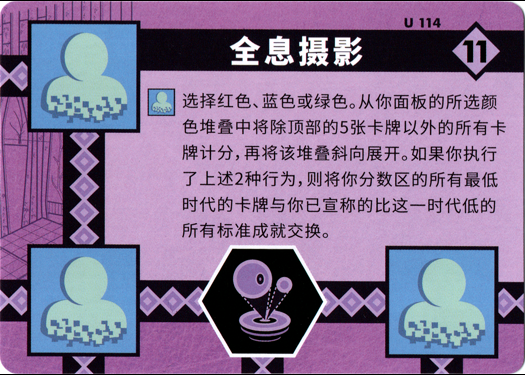 U 114
全息摄影
11
选择红色、蓝色或绿色。从你面板的所选颜
色堆叠中将除顶部的5张卡牌以外的所有卡
牌计分，再将该堆叠斜向展开。如果你执行
了上述2种行为，则将你分数区的所有最低
时代的卡牌与你已宣称的比这一时代低的
所有标准成就交换。